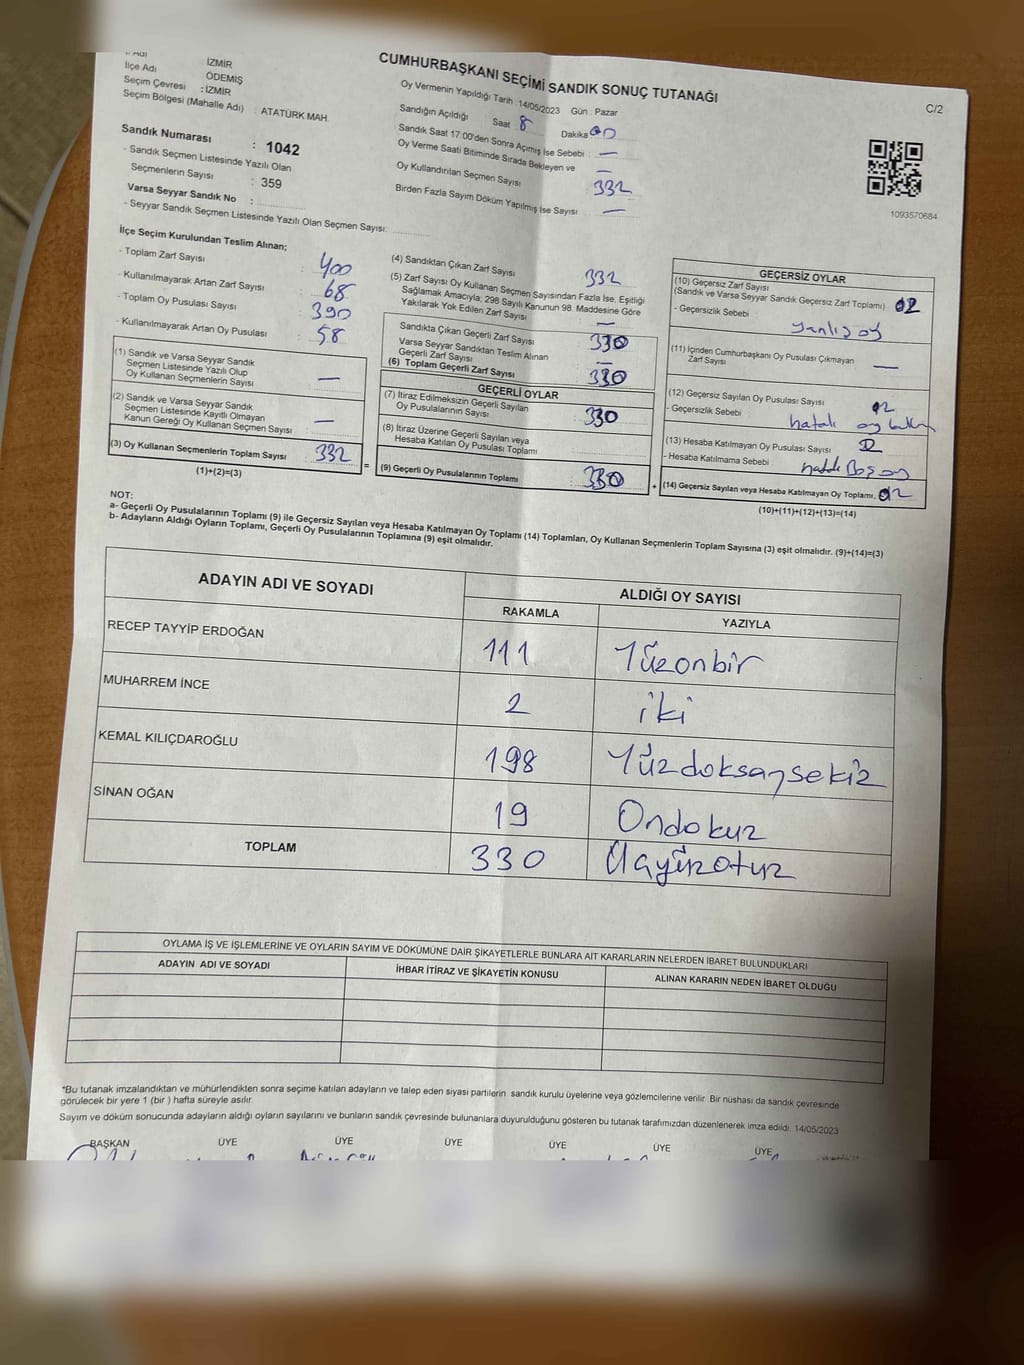 CUMHURBAŞKANI SEÇİMİ SANDIK SONUÇ TUTANAĞI
C/2
İZMİR
İlçe Adı : ÖDEMİŞ
Seçim Çevresi : İZMİR
Seçim Bölgesi (Mahalle Adı) : ATATÜRK MAH.
Sandık Numarası : 1042
- Sandık Seçmen Listesinde Yazılı Olan
Seçmenlerin Sayısı : 359
Varsa Seyyar Sandık No :
- Seyyar Sandık Seçmen Listesinde Yazılı Olan Seçmen Sayısı:
Oy Vermenin Yapıldığı Tarih 14/05/2023 Gün : Pazar
Sandığın Açıldığı Saat 8 Dakika 00
Sandık Saat 17:00'den Sonra Açılmış İse Sebebi : —
Oy Verme Saati Bitiminde Sırada Bekleyen ve —
Oy Kullandırılan Seçmen Sayısı 332
Birden Fazla Sayım Döküm Yapılmış İse Sayısı —
1093570684
İlçe Seçim Kurulundan Teslim Alınan;
- Toplam Zarf Sayısı : 400
- Kullanılmayarak Artan Zarf Sayısı : 68
- Toplam Oy Pusulası Sayısı : 390
- Kullanılmayarak Artan Oy Pusulası : 58
(1) Sandık ve Varsa Seyyar Sandık
Seçmen Listesinde Yazılı Olup
Oy Kullanan Seçmenlerin Sayısı —
(2) Sandık ve Varsa Seyyar Sandık
Seçmen Listesinde Kayıtlı Olmayan
Kanun Gereği Oy Kullanan Seçmen Sayısı —
(3) Oy Kullanan Seçmenlerin Toplam Sayısı 332
(1)+(2)=(3)
(4) Sandıktan Çıkan Zarf Sayısı 332
(5) Zarf Sayısı Oy Kullanan Seçmen Sayısından Fazla İse, Eşitliği
Sağlamak Amacıyla; 298 Sayılı Kanunun 98. Maddesine Göre
Yakılarak Yok Edilen Zarf Sayısı —
Sandıkta Çıkan Geçerli Zarf Sayısı 330
Varsa Seyyar Sandıktan Teslim Alınan
Geçerli Zarf Sayısı —
(6) Toplam Geçerli Zarf Sayısı 330
GEÇERLİ OYLAR
(7) İtiraz Edilmeksizin Geçerli Sayılan
Oy Pusulalarının Sayısı 330
(8) İtiraz Üzerine Geçerli Sayılan veya
Hesaba Katılan Oy Pusulası Toplamı
(9) Geçerli Oy Pusulalarının Toplamı 330
GEÇERSİZ OYLAR
(10) Geçersiz Zarf Sayısı
(Sandık ve Varsa Seyyar Sandık Geçersiz Zarf Toplamı)
- Geçersizlik Sebebi : yanlış oy
(11) İçinden Cumhurbaşkanı Oy Pusulası Çıkmayan
Zarf Sayısı —
(12) Geçersiz Sayılan Oy Pusulası Sayısı
- Geçersizlik Sebebi hatalı oy
(13) Hesaba Katılmayan Oy Pusulası Sayısı
- Hesaba Katılmama Sebebi
(14) Geçersiz Sayılan veya Hesaba Katılmayan Oy Toplamı,
(10)+(11)+(12)+(13)=(14)
NOT:
a- Geçerli Oy Pusulalarının Toplamı (9) ile Geçersiz Sayılan veya Hesaba Katılmayan Oy Toplamı (14) Toplamları, Oy Kullanan Seçmenlerin Toplam Sayısına (3) eşit olmalıdır. (9)+(14)=(3)
b- Adayların Aldığı Oyların Toplamı, Geçerli Oy Pusulalarının Toplamına (9) eşit olmalıdır.
ADAYIN ADI VE SOYADI ALDIĞI OY SAYISI
RAKAMLA YAZIYLA
RECEP TAYYİP ERDOĞAN 111 Yüzonbir
MUHARREM İNCE 2 iki
KEMAL KILIÇDAROĞLU 198 Yüzdoksansekiz
SİNAN OĞAN 19 Ondokuz
TOPLAM 330 Üçyüzotuz
OYLAMA İŞ VE İŞLEMLERİNE VE OYLARIN SAYIM VE DÖKÜMÜNE DAİR ŞİKAYETLERLE BUNLARA AİT KARARLARIN NELERDEN İBARET BULUNDUKLARI
ADAYIN ADI VE SOYADI İHBAR İTİRAZ VE ŞİKAYETİN KONUSU ALINAN KARARIN NEDEN İBARET OLDUĞU
*Bu tutanak imzalandıktan ve mühürlendikten sonra seçime katılan adayların ve talep eden siyasi partilerin sandık kurulu üyelerine veya gözlemcilerine verilir. Bir nüshası da sandık çevresinde
görülecek bir yere 1 (bir ) hafta süreyle asılır.
Sayım ve döküm sonucunda adayların aldığı oyların sayılarını ve bunların sandık çevresinde bulunanlara duyurulduğunu gösteren bu tutanak tarafımızdan düzenlenerek imza edildi. 14/05/2023
BAŞKAN ÜYE ÜYE ÜYE ÜYE ÜYE ÜYE